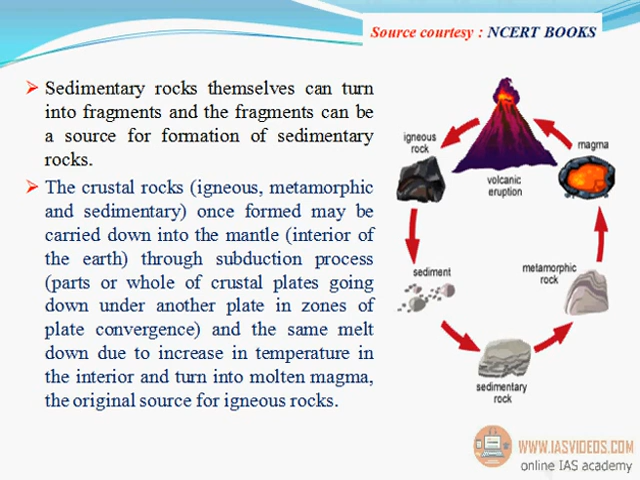 Source courtesy : NCERT BOOKS
Sedimentary rocks themselves can turn
into fragments and the fragments can be
a source for formation of sedimentary
rocks.
The crustal rocks (igneous, metamorphic
and sedimentary) once formed may be
carried down into the mantle (interior of
the earth) through subduction process
(parts or whole of crustal plates going
down under another plate in zones of
plate convergence) and the same melt
down due to increase in temperature in
the interior and turn into molten magma,
the original source for igneous rocks.
igneous
rock
magma
volcanic
eruption
sediment
metamorphic
rock
sedimentary
rock
WWW.IASVIDEOS.COM
online IAS academy